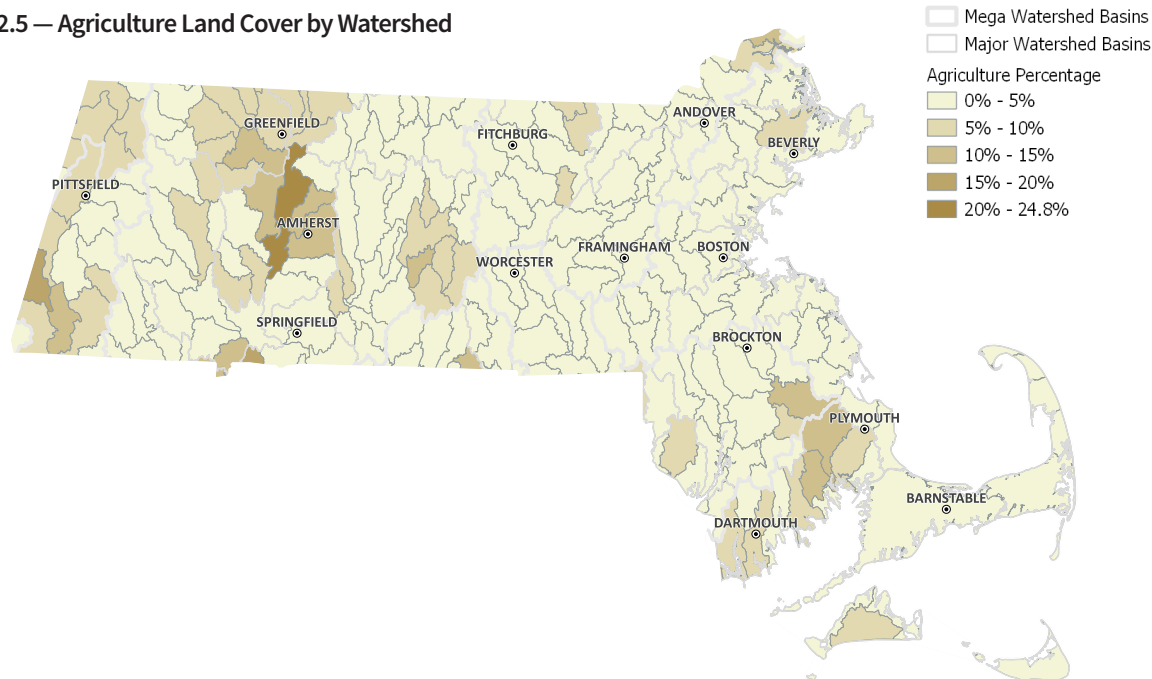 2.5 — Agriculture Land Cover by Watershed
Mega Watershed Basins
Major Watershed Basins
Agriculture Percentage
0% - 5%
5% - 10%
10% - 15%
15% - 20%
20% - 24.8%
ANDOVER
GREENFIELD
FITCHBURG
BEVERLY
PITTSFIELD
AMHERST
FRAMINGHAM
BOSTON
WORCESTER
SPRINGFIELD
BROCKTON
PLYMOUTH
BARNSTABLE
DARTMOUTH